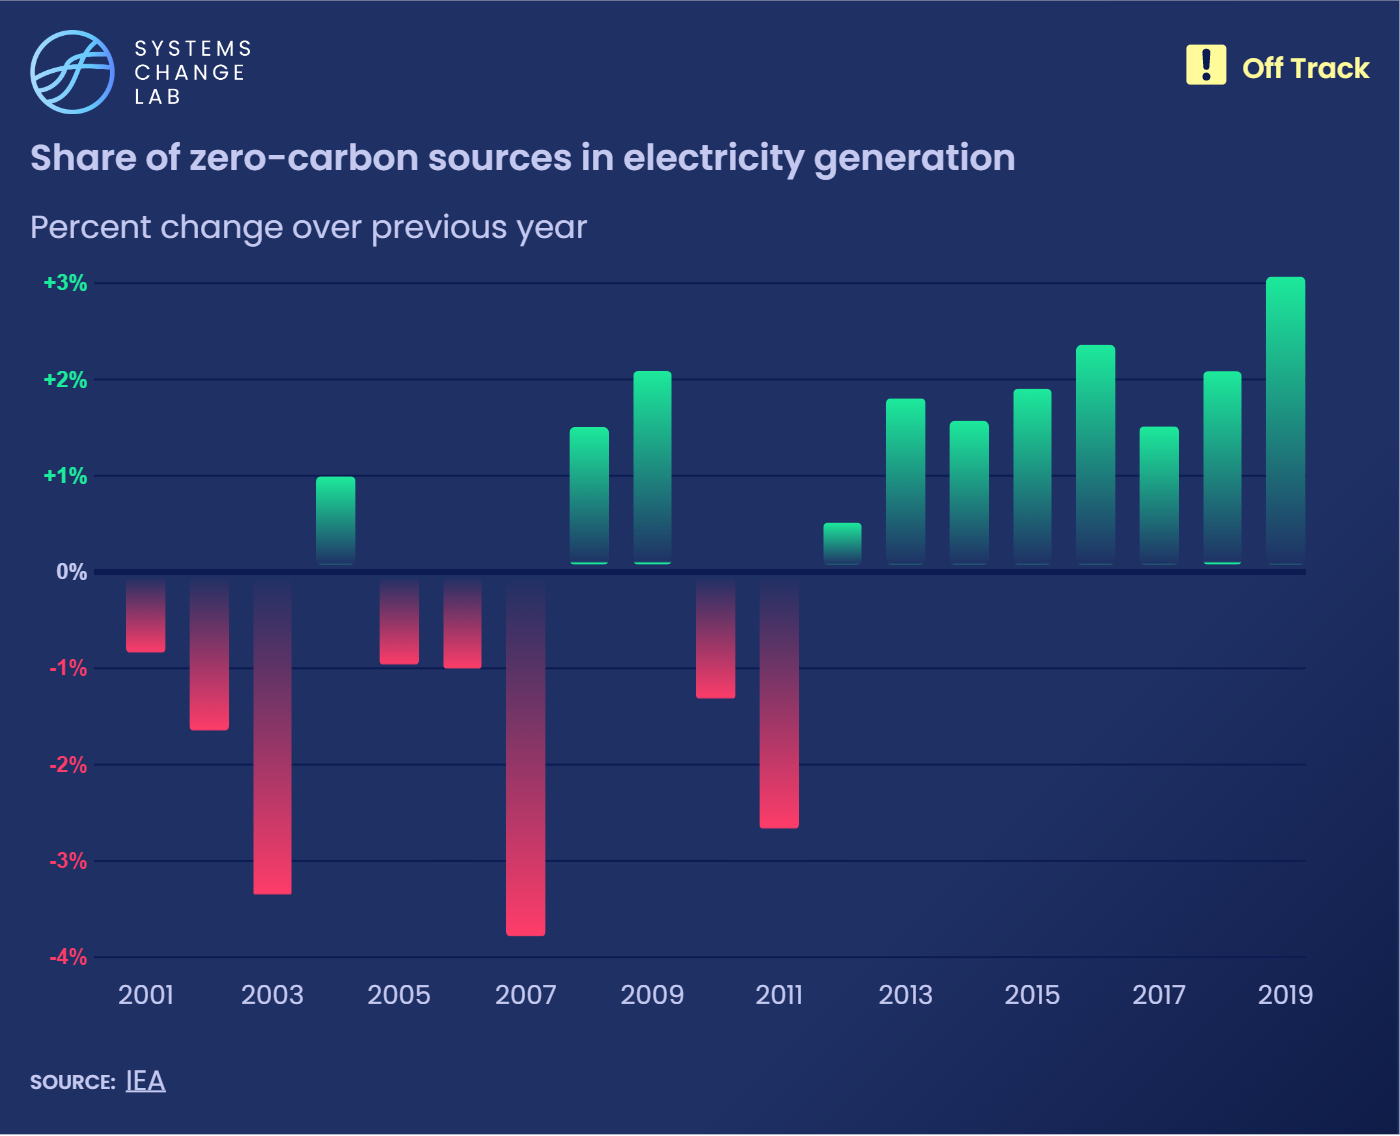 SYSTEMS
CHANGE
LAB
Off Track
Share of zero-carbon sources in electricity generation
Percent change over previous year
+3%
+2%
+1%
0%
-1%
-2%
-3%
-4%
2001 2003 2005 2007 2009 2011 2013 2015 2017 2019
SOURCE: IEA